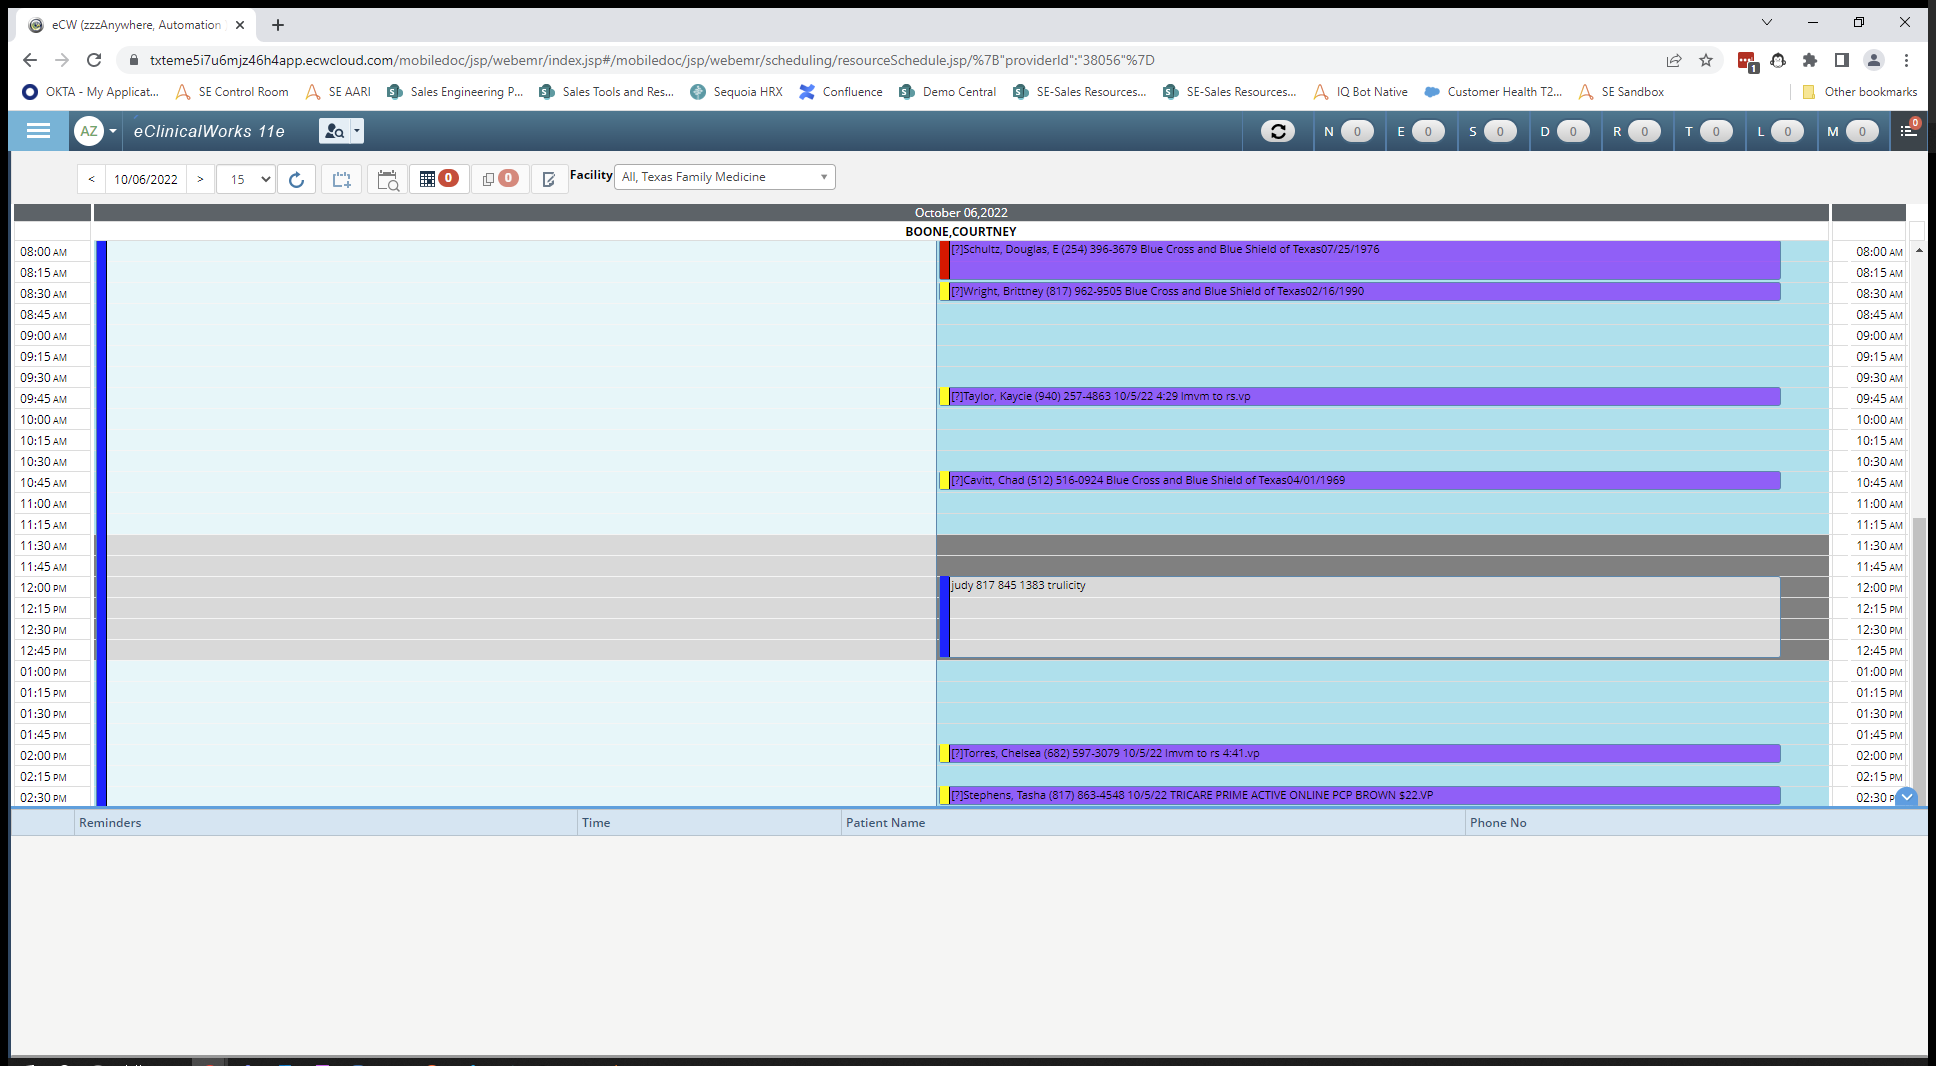 eCW (zzzAnywhere, Automation
txteme5i7u6mjz46h4app.ecwcloud.com/mobiledoc/jsp/webemr/index.jsp#/mobiledoc/jsp/webemr/scheduling/resourceSchedule.jsp/%7B"providerId":"38056"%7D
1
OKTA - My Applicat... SE Control Room SE AARI Sales Engineering P... Sales Tools and Res... Sequoia HRX Confluence Demo Central SE-Sales Resources... SE-Sales Resources... IQ Bot Native Customer Health T2... SE Sandbox Other bookmarks
AZ eClinicalWorks 11e N 0 E 0 S 0 D 0 R 0 T 0 L 0 M 0 0
< 10/06/2022 > 15 0 0 Facility All, Texas Family Medicine
October 06,2022
BOONE,COURTNEY
08:00 AM [?]Schultz, Douglas, E (254) 396-3679 Blue Cross and Blue Shield of Texas07/25/1976 08:00 AM
08:15 AM 08:15 AM
08:30 AM [?]Wright, Brittney (817) 962-9505 Blue Cross and Blue Shield of Texas02/16/1990 08:30 AM
08:45 AM 08:45 AM
09:00 AM 09:00 AM
09:15 AM 09:15 AM
09:30 AM 09:30 AM
09:45 AM [?]Taylor, Kaycie (940) 257-4863 10/5/22 4:29 lmvm to rs.vp 09:45 AM
10:00 AM 10:00 AM
10:15 AM 10:15 AM
10:30 AM 10:30 AM
10:45 AM [?]Cavitt, Chad (512) 516-0924 Blue Cross and Blue Shield of Texas04/01/1969 10:45 AM
11:00 AM 11:00 AM
11:15 AM 11:15 AM
11:30 AM 11:30 AM
11:45 AM 11:45 AM
12:00 PM judy 817 845 1383 trulicity 12:00 PM
12:15 PM 12:15 PM
12:30 PM 12:30 PM
12:45 PM 12:45 PM
01:00 PM 01:00 PM
01:15 PM 01:15 PM
01:30 PM 01:30 PM
01:45 PM 01:45 PM
02:00 PM [?]Torres, Chelsea (682) 597-3079 10/5/22 lmvm to rs 4:41.vp 02:00 PM
02:15 PM 02:15 PM
02:30 PM [?]Stephens, Tasha (817) 863-4548 10/5/22 TRICARE PRIME ACTIVE ONLINE PCP BROWN $22.VP 02:30 P
Reminders Time Patient Name Phone No